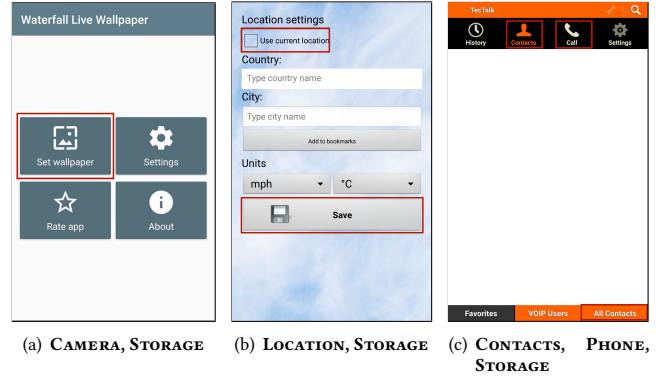 Waterfall Live Wallpaper
Set wallpaper
Settings
Rate app
About
Location settings
Use current location
Country:
Type country name
City:
Type city name
Add to bookmarks
Units
mph
°C
Save
TecTalk
History
Contacts
Call
Settings
Favorites
VOIP Users
All Contacts
(a) CAMERA, STORAGE
(b) LOCATION, STORAGE
(c) CONTACTS, PHONE,
STORAGE